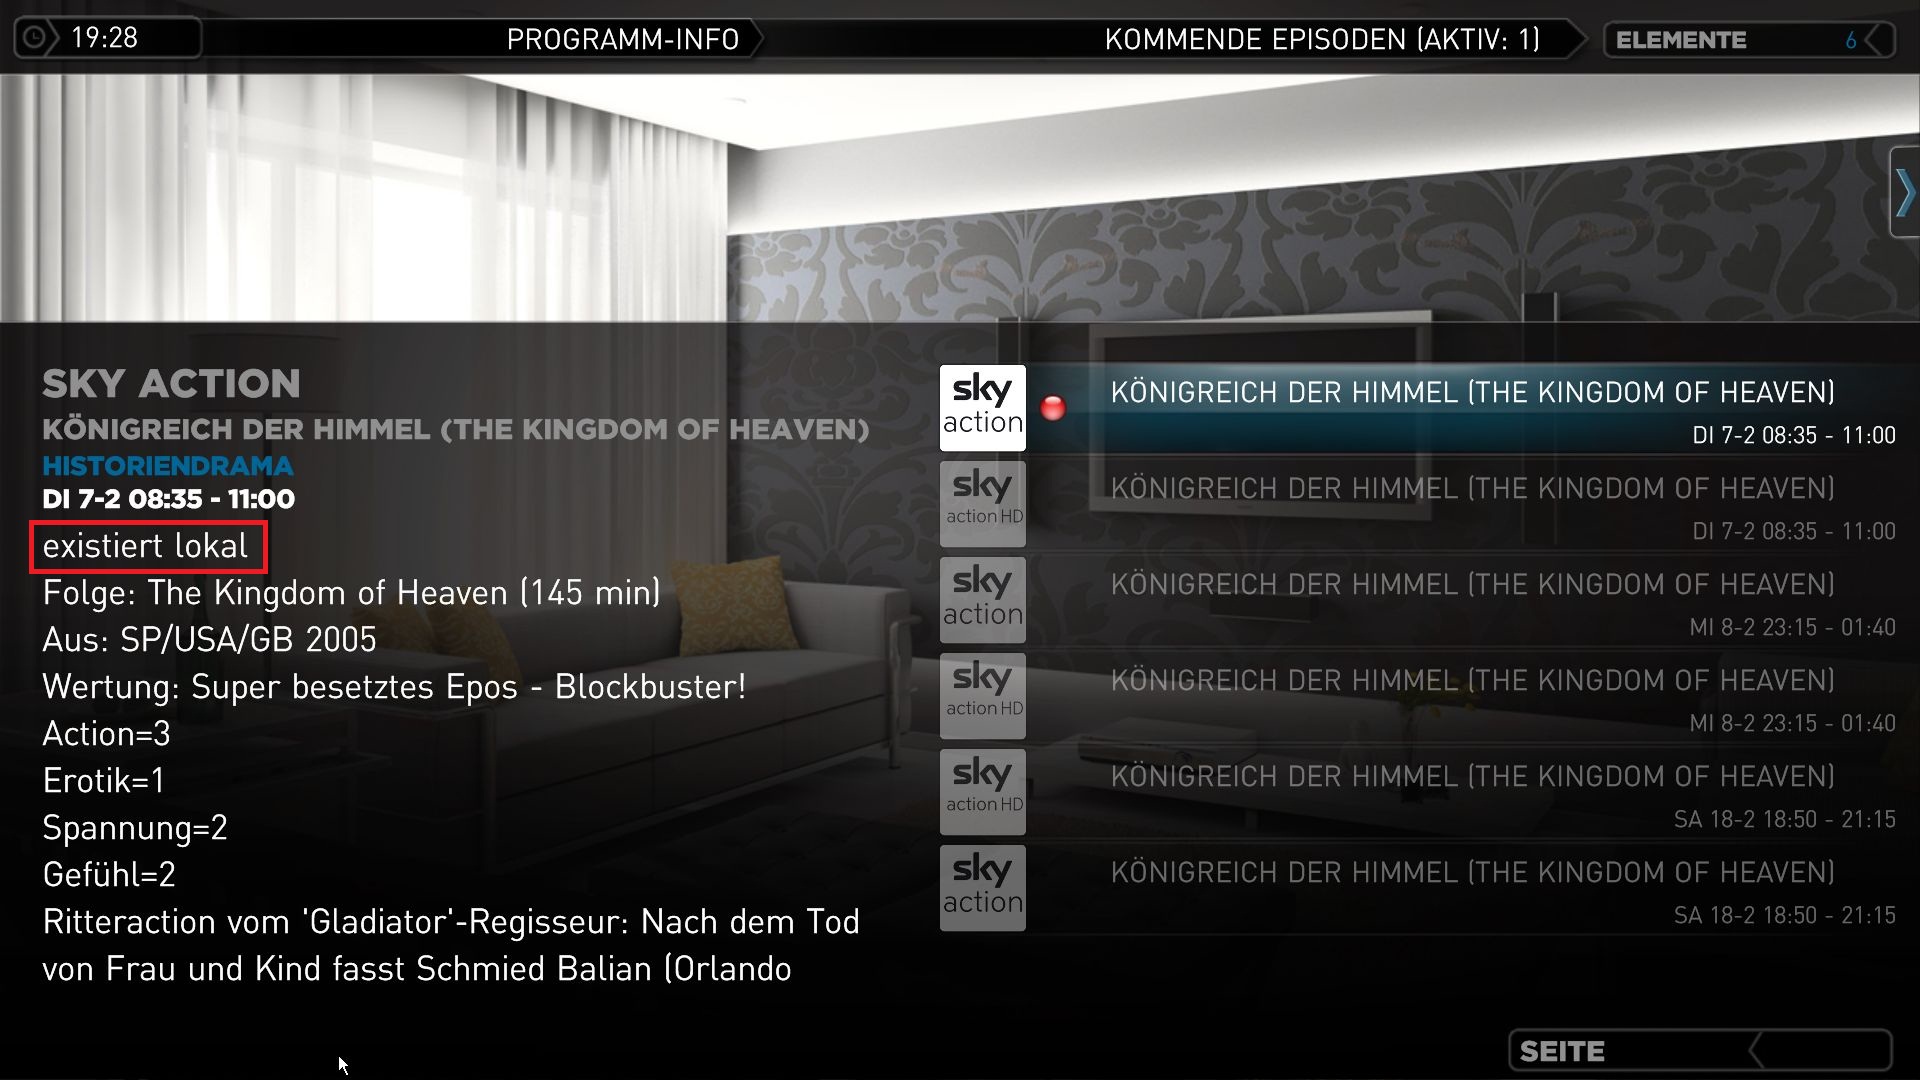 19:28
PROGRAMM-INFO
KOMMENDE EPISODEN (AKTIV: 1)
ELEMENTE 6
SKY ACTION
KÖNIGREICH DER HIMMEL (THE KINGDOM OF HEAVEN)
HISTORIENDRAMA
DI 7-2 08:35 - 11:00
existiert lokal
Folge: The Kingdom of Heaven (145 min)
Aus: SP/USA/GB 2005
Wertung: Super besetztes Epos - Blockbuster!
Action=3
Erotik=1
Spannung=2
Gefühl=2
Ritteraction vom 'Gladiator'-Regisseur: Nach dem Tod
von Frau und Kind fasst Schmied Balian (Orlando
sky
action
KÖNIGREICH DER HIMMEL (THE KINGDOM OF HEAVEN)
DI 7-2 08:35 - 11:00
sky
action HD
KÖNIGREICH DER HIMMEL (THE KINGDOM OF HEAVEN)
DI 7-2 08:35 - 11:00
sky
action
KÖNIGREICH DER HIMMEL (THE KINGDOM OF HEAVEN)
MI 8-2 23:15 - 01:40
sky
action HD
KÖNIGREICH DER HIMMEL (THE KINGDOM OF HEAVEN)
MI 8-2 23:15 - 01:40
sky
action HD
KÖNIGREICH DER HIMMEL (THE KINGDOM OF HEAVEN)
SA 18-2 18:50 - 21:15
sky
action
KÖNIGREICH DER HIMMEL (THE KINGDOM OF HEAVEN)
SA 18-2 18:50 - 21:15
SEITE